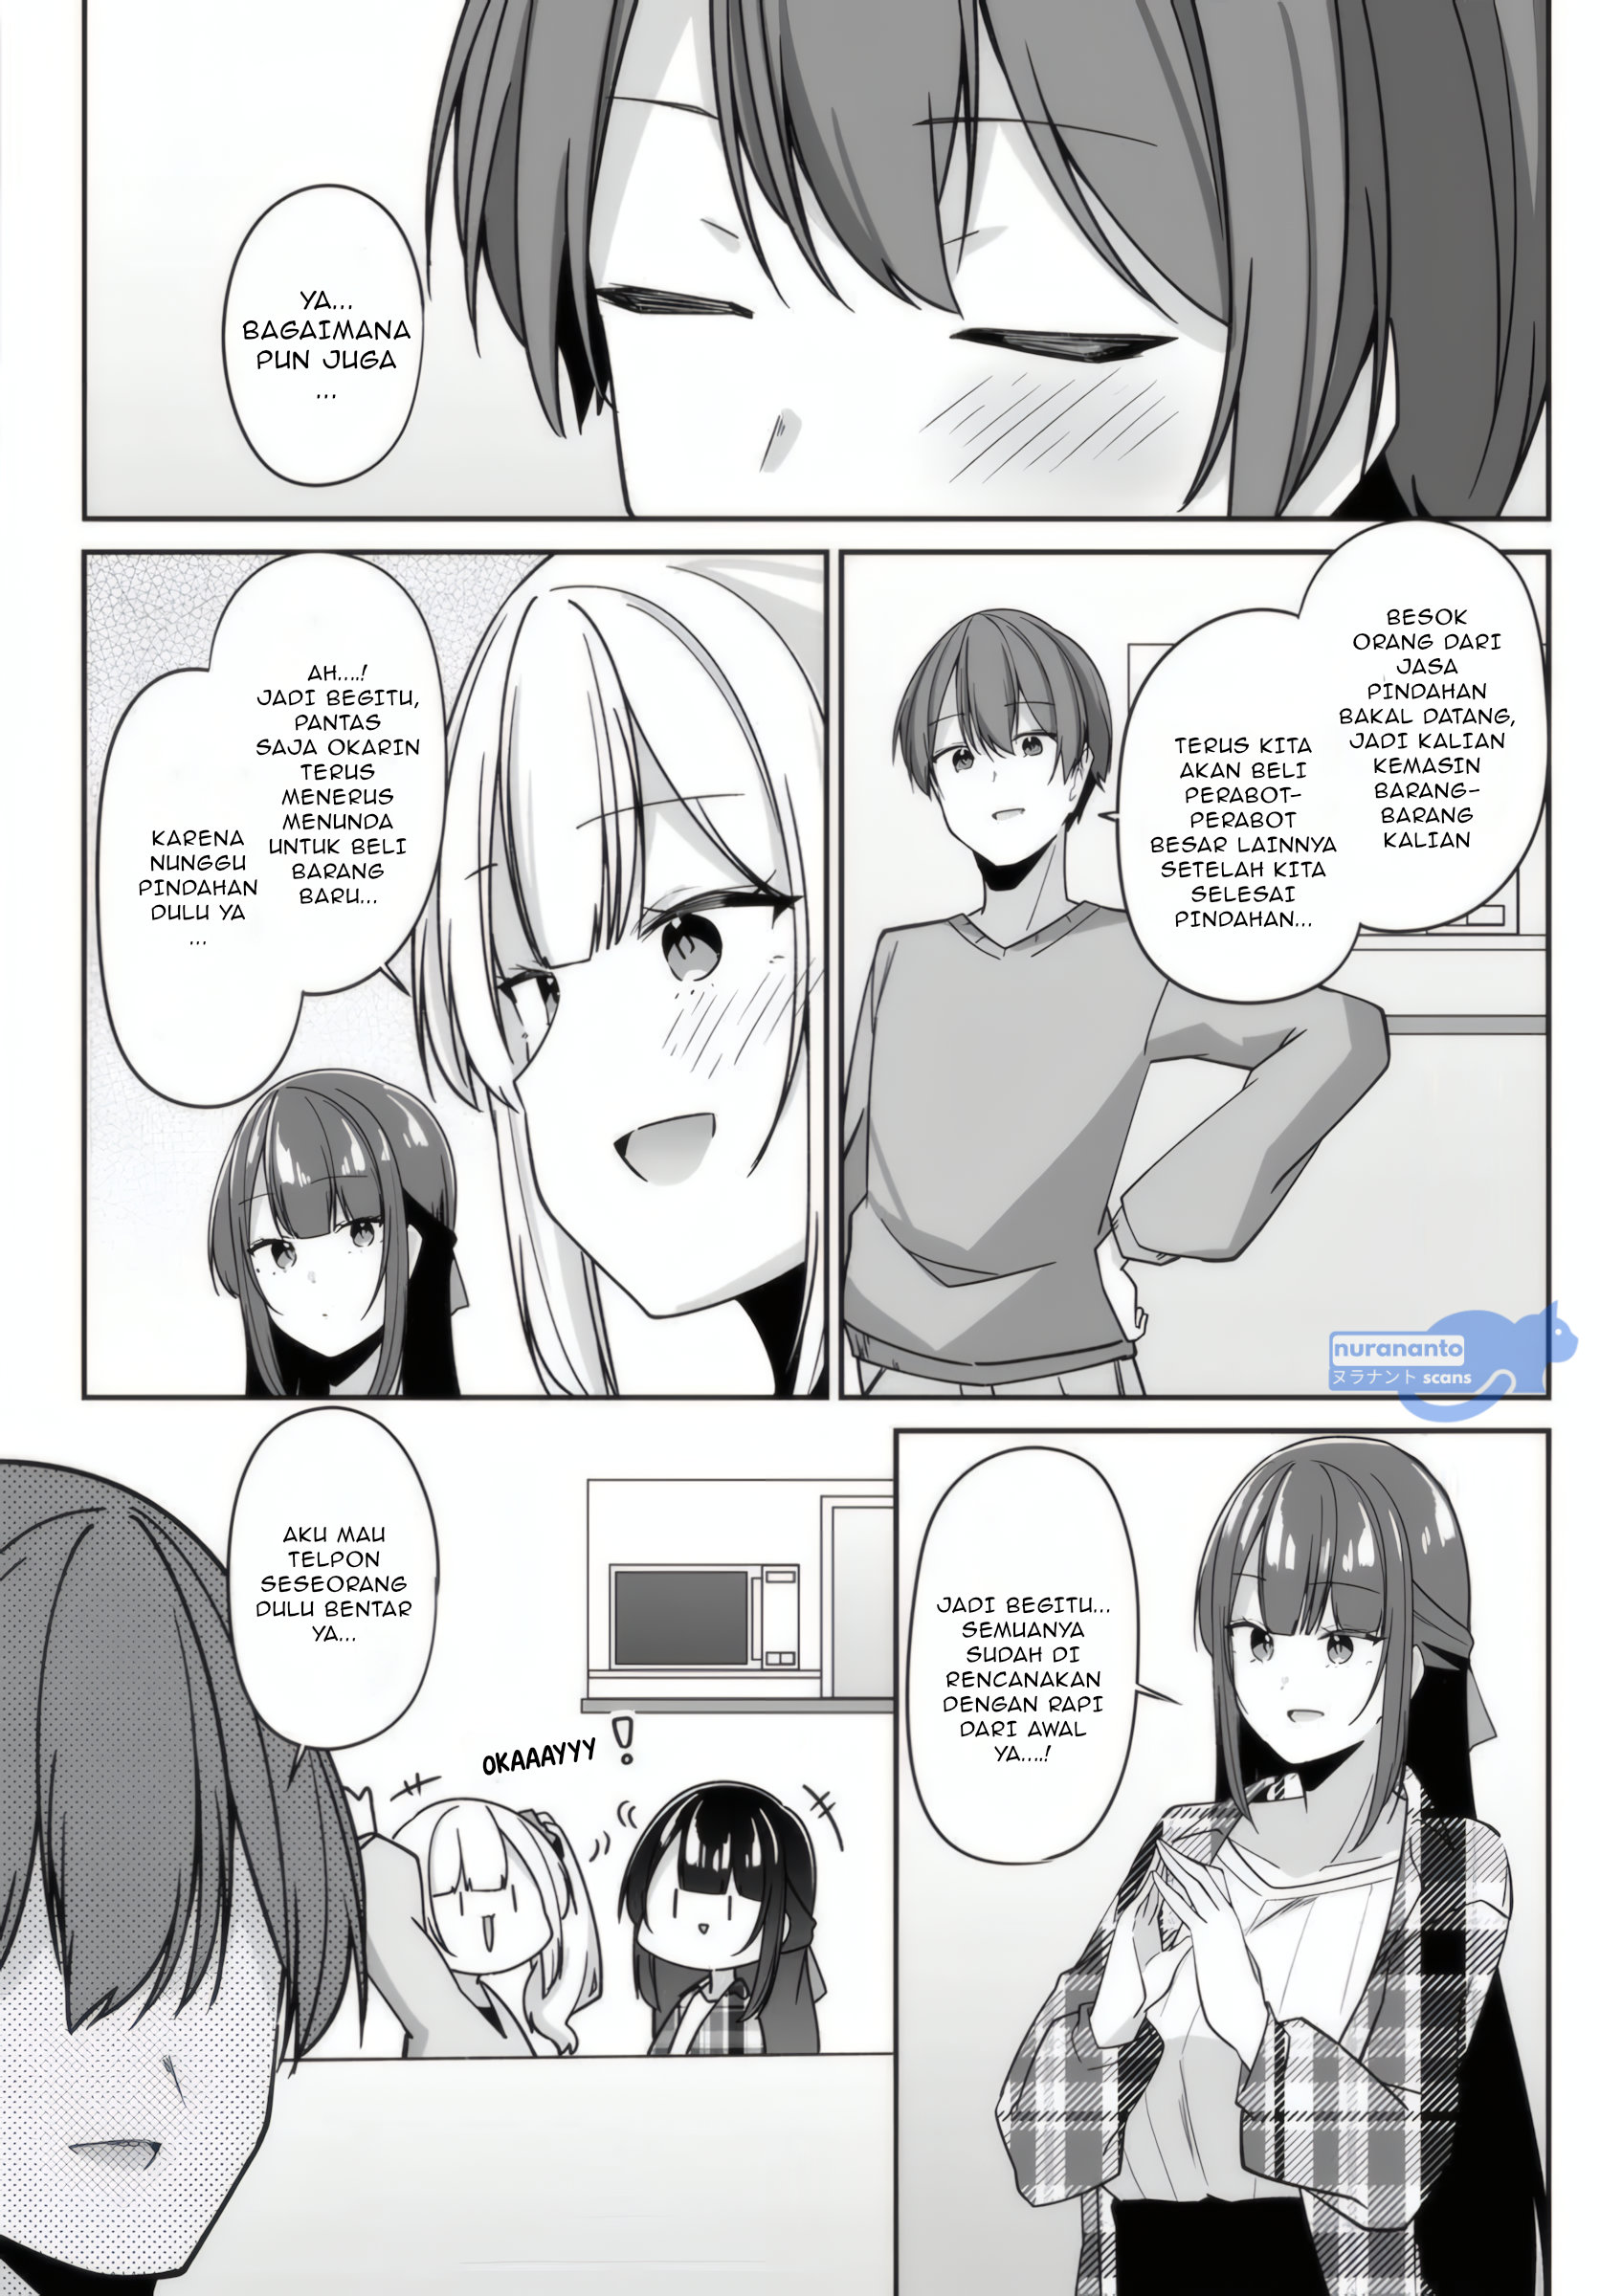 YA...
BAGAIMANA
PUN JUGA
...
BESOK
ORANG DARI
JASA
PINDAHAN
BAKAL DATANG,
JADI KALIAN
KEMASIN
BARANG-
BARANG
KALIAN
TERUS KITA
AKAN BELI
PERABOT-
PERABOT
BESAR LAINNYA
SETELAH KITA
SELESAI
PINDAHAN...
AH....!
JADI BEGITU,
PANTAS
SAJA OKARIN
TERUS
MENERUS
MENUNDA
UNTUK BELI
BARANG
BARU...
KARENA
NUNGGU
PINDAHAN
DULU YA
...
nurananto
ヌラナント scans
JADI BEGITU...
SEMUANYA
SUDAH DI
RENCANAKAN
DENGAN RAPI
DARI AWAL
YA....!
AKU MAU
TELPON
SESEORANG
DULU BENTAR
YA...
OKAAAYYY !